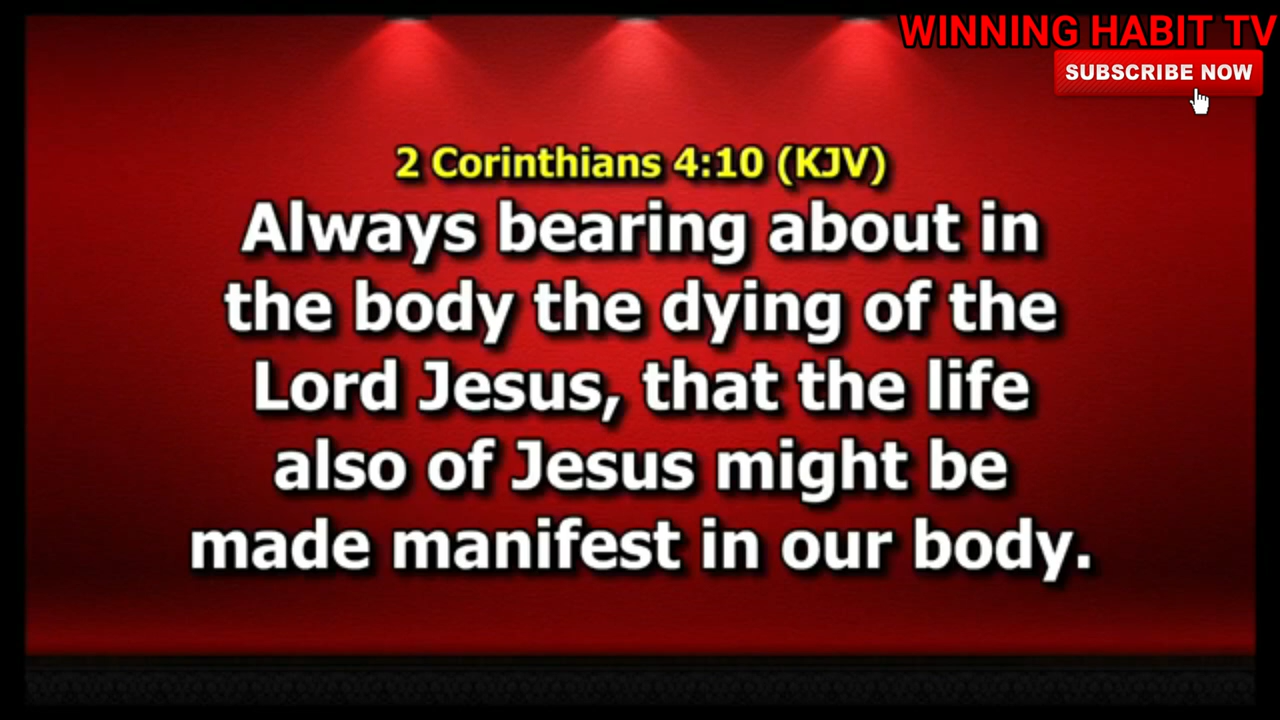 WINNING HABIT TV
SUBSCRIBE NOW
2 Corinthians 4:10 (KJV)
Always bearing about in
the body the dying of the
Lord Jesus, that the life
also of Jesus might be
made manifest in our body.